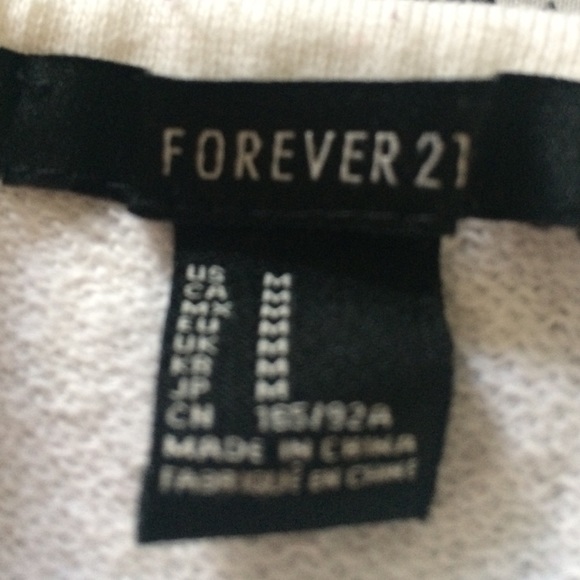 FOREVER 21
US M
CA M
MX M
EU M
UK M
KR M
JP M
CN 165/92A
MADE IN CHINA
FABRIQUÉ EN CHINE